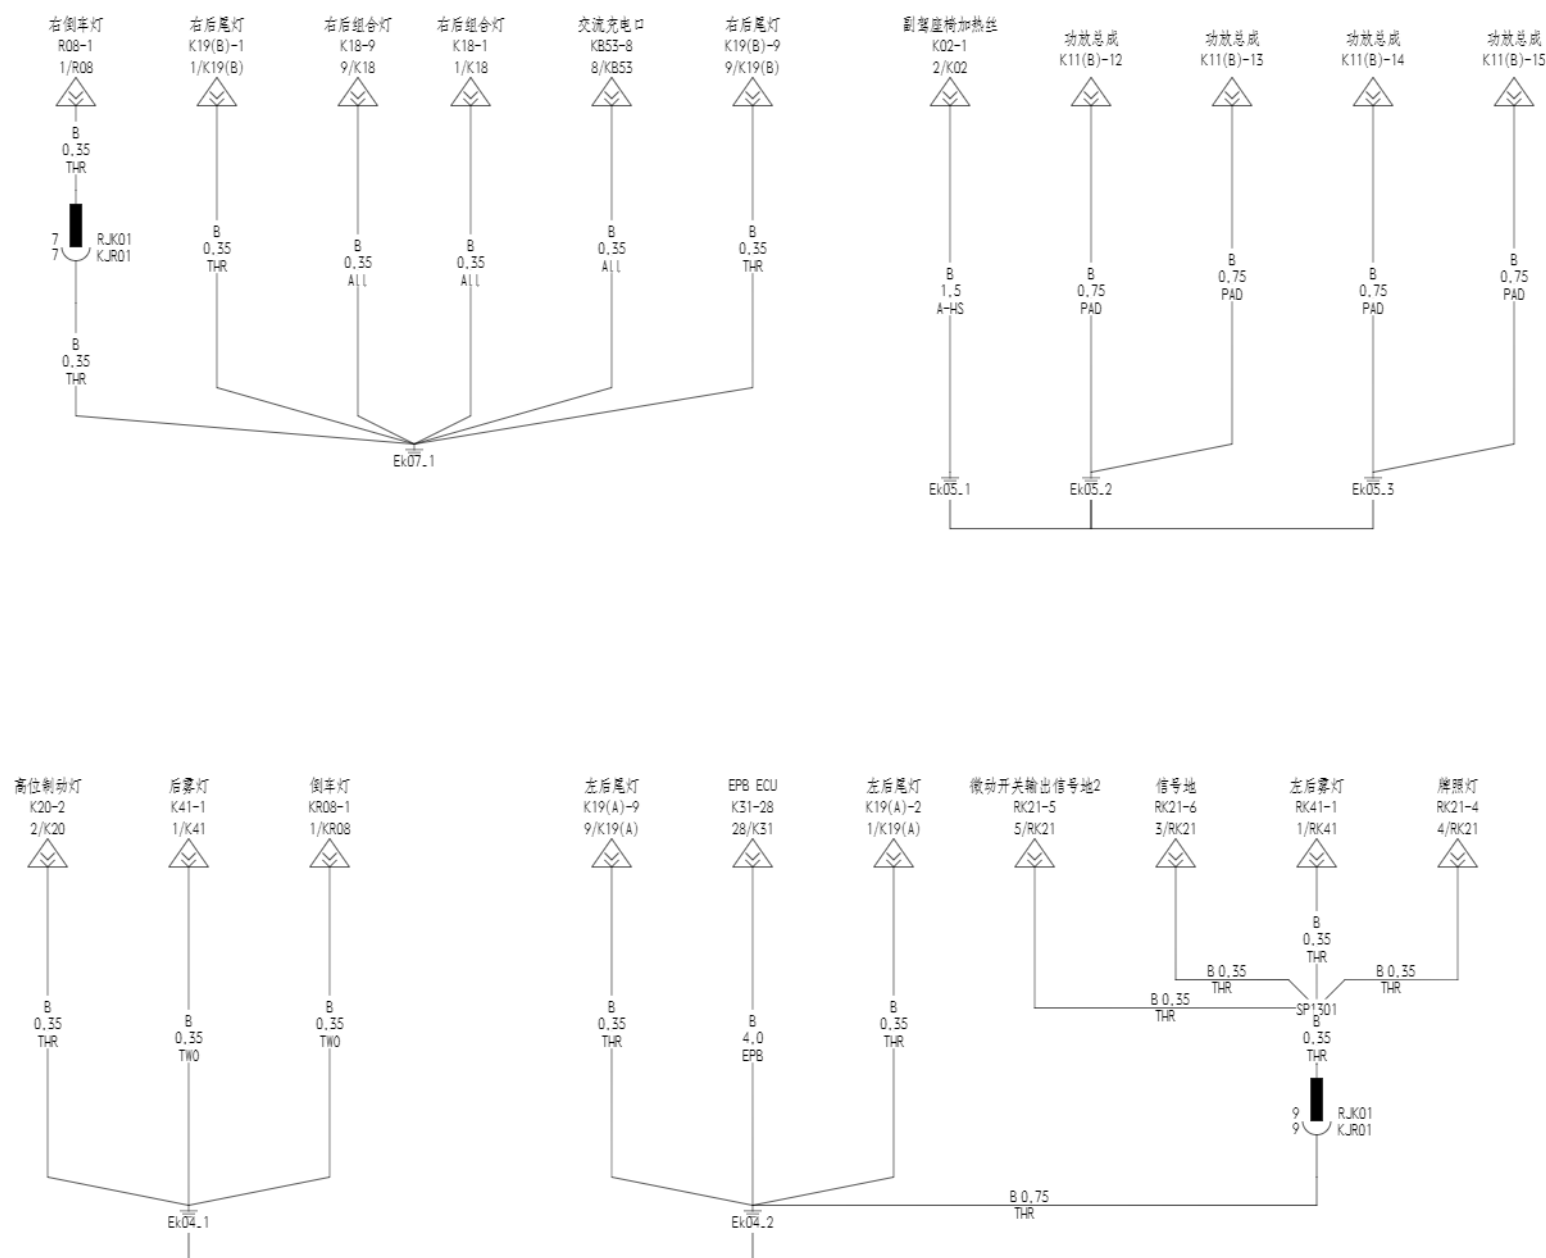 右倒车灯
R08-1
1/R08
右后尾灯
K19(B)-1
1/K19(B)
右后组合灯
K18-9
9/K18
右后组合灯
K18-1
1/K18
交流充电口
KB53-8
8/KB53
右后尾灯
K19(B)-9
9/K19(B)
副驾座椅加热丝
K02-1
2/K02
功放总成
K11(B)-12
功放总成
K11(B)-13
功放总成
K11(B)-14
功放总成
K11(B)-15
B
0,35
THR
7
7
RJK01
KJR01
B
0,35
THR
B
0,35
THR
B
0,35
ALL
B
0,35
ALL
B
0,35
ALL
B
0,35
THR
B
1,5
A-HS
B
0,75
PAD
B
0,75
PAD
B
0,75
PAD
B
0,75
PAD
Ek07_1
Ek05_1
Ek05_2
Ek05_3
高位制动灯
K20-2
2/K20
后雾灯
K41-1
1/K41
倒车灯
KR08-1
1/KR08
左后尾灯
K19(A)-9
9/K19(A)
EPB ECU
K31-28
28/K31
左后尾灯
K19(A)-2
1/K19(A)
微动开关输出信号地2
RK21-5
5/RK21
信号地
RK21-6
3/RK21
左后雾灯
RK41-1
1/RK41
牌照灯
RK21-4
4/RK21
B
0,35
THR
B
0,35
TWO
B
0,35
TWO
B
0,35
THR
B
4,0
EPB
B
0,35
THR
B 0,35
THR
B 0,35
THR
B
0,35
THR
B 0,35
THR
SP1301
B
0,35
THR
9
9
RJK01
KJR01
B 0,75
THR
Ek04_1
Ek04_2